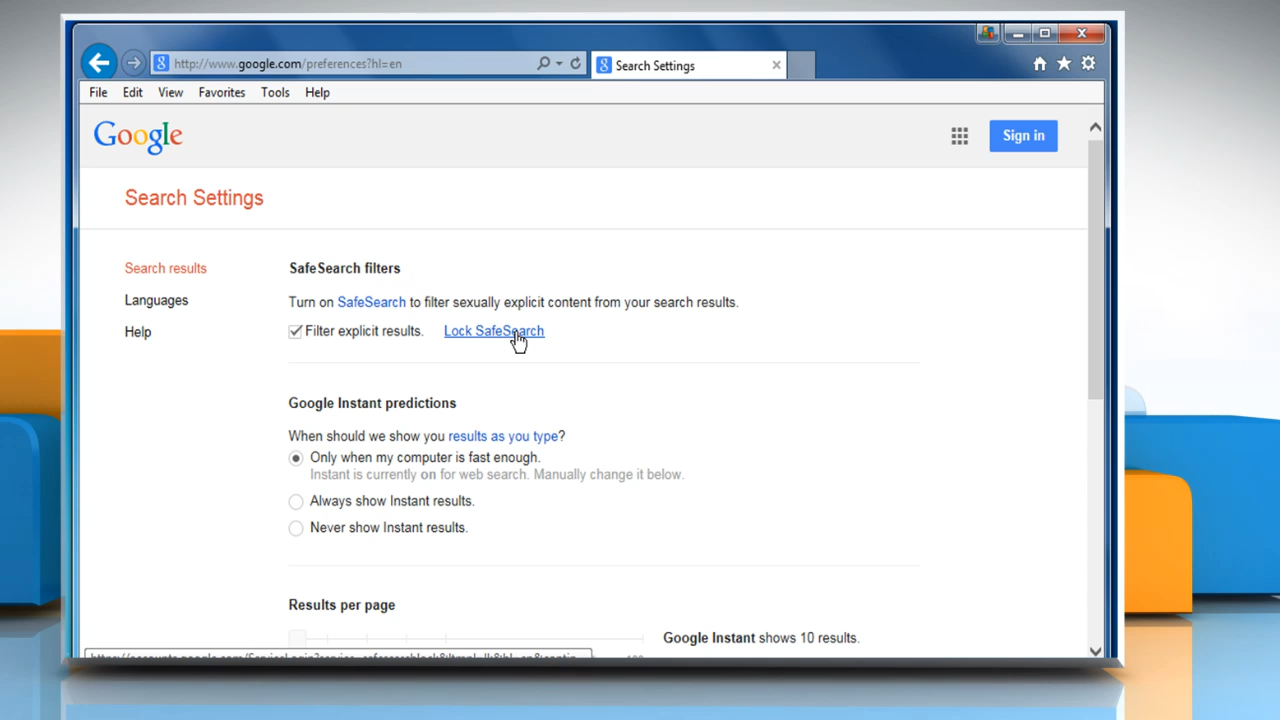 http://www.google.com/preferences?hl=en
Search Settings
File Edit View Favorites Tools Help
Google
Sign in
Search Settings
Search results
Languages
Help
SafeSearch filters
Turn on SafeSearch to filter sexually explicit content from your search results.
Filter explicit results. Lock SafeSearch
Google Instant predictions
When should we show you results as you type?
Only when my computer is fast enough.
Instant is currently on for web search. Manually change it below.
Always show Instant results.
Never show Instant results.
Results per page
Google Instant shows 10 results.